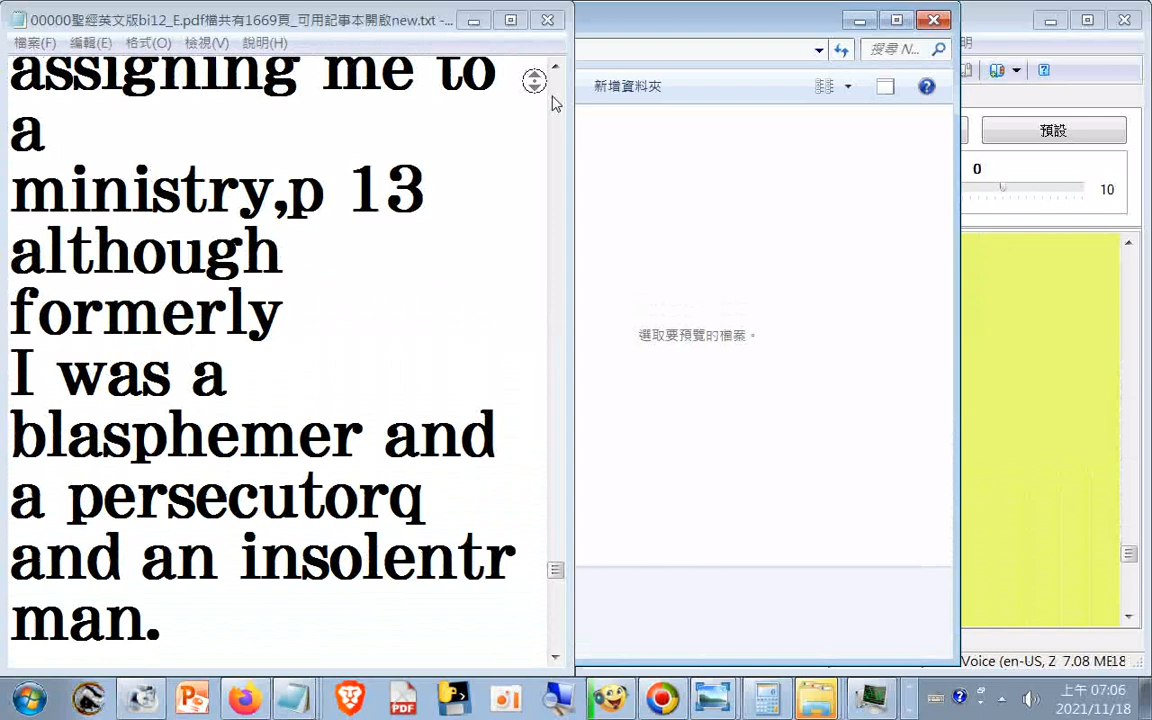 00000聖經英文版bi12_E.pdf檔共有1669頁_可用記事本開啟new.txt -...
檔案(F) 編輯(E) 格式(O) 檢視(V) 說明(H)
assigning me to
a
ministry,p 13
although
formerly
I was a
blasphemer and
a persecutorq
and an insolentr
man.
搜尋 N...
新增資料夾
選取要預覽的檔案。
明
預設
0
10
Voice (en-US, Z
7.08 ME
18
上午 07:06
2021/11/18